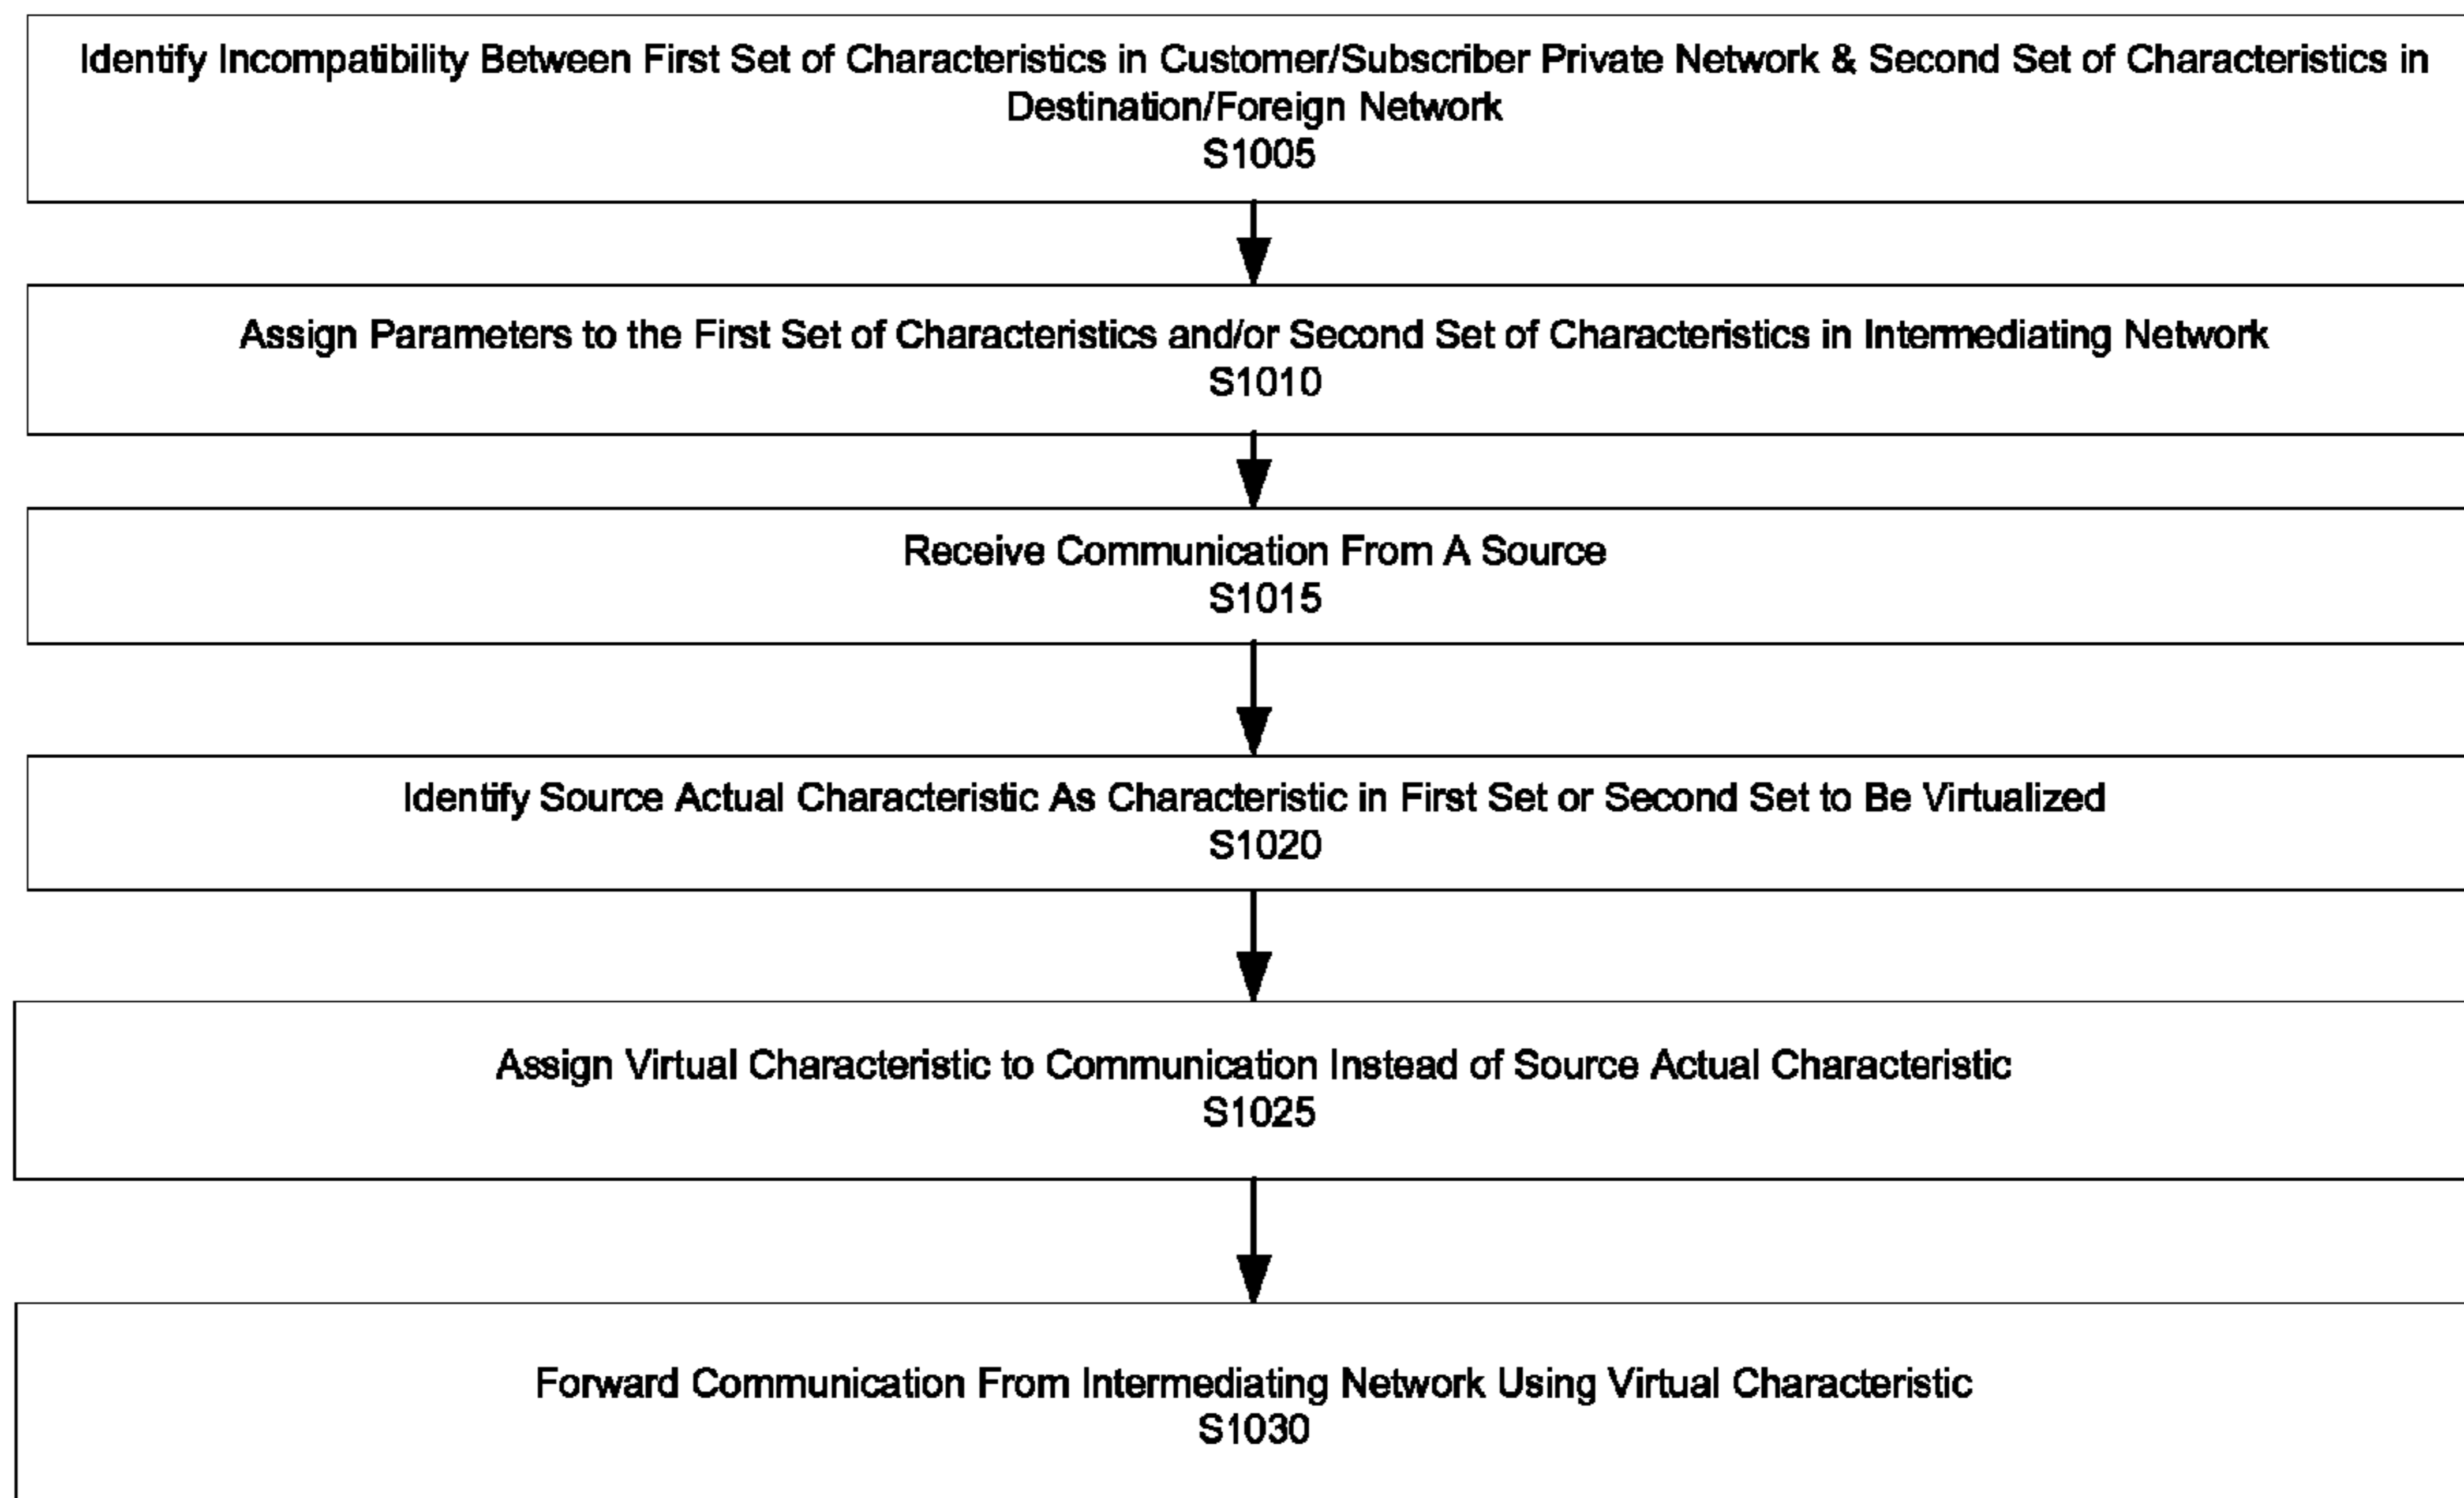 Identify Incompatibility Between First Set of Characteristics in Customer/Subscriber Private Network & Second Set of Characteristics in
Destination/Foreign Network
S1005
Assign Parameters to the First Set of Characteristics and/or Second Set of Characteristics in Intermediating Network
S1010
Receive Communication From A Source
S1015
Identify Source Actual Characteristic As Characteristic in First Set or Second Set to Be Virtualized
S1020
Assign Virtual Characteristic to Communication Instead of Source Actual Characteristic
S1025
Forward Communication From Intermediating Network Using Virtual Characteristic
S1030